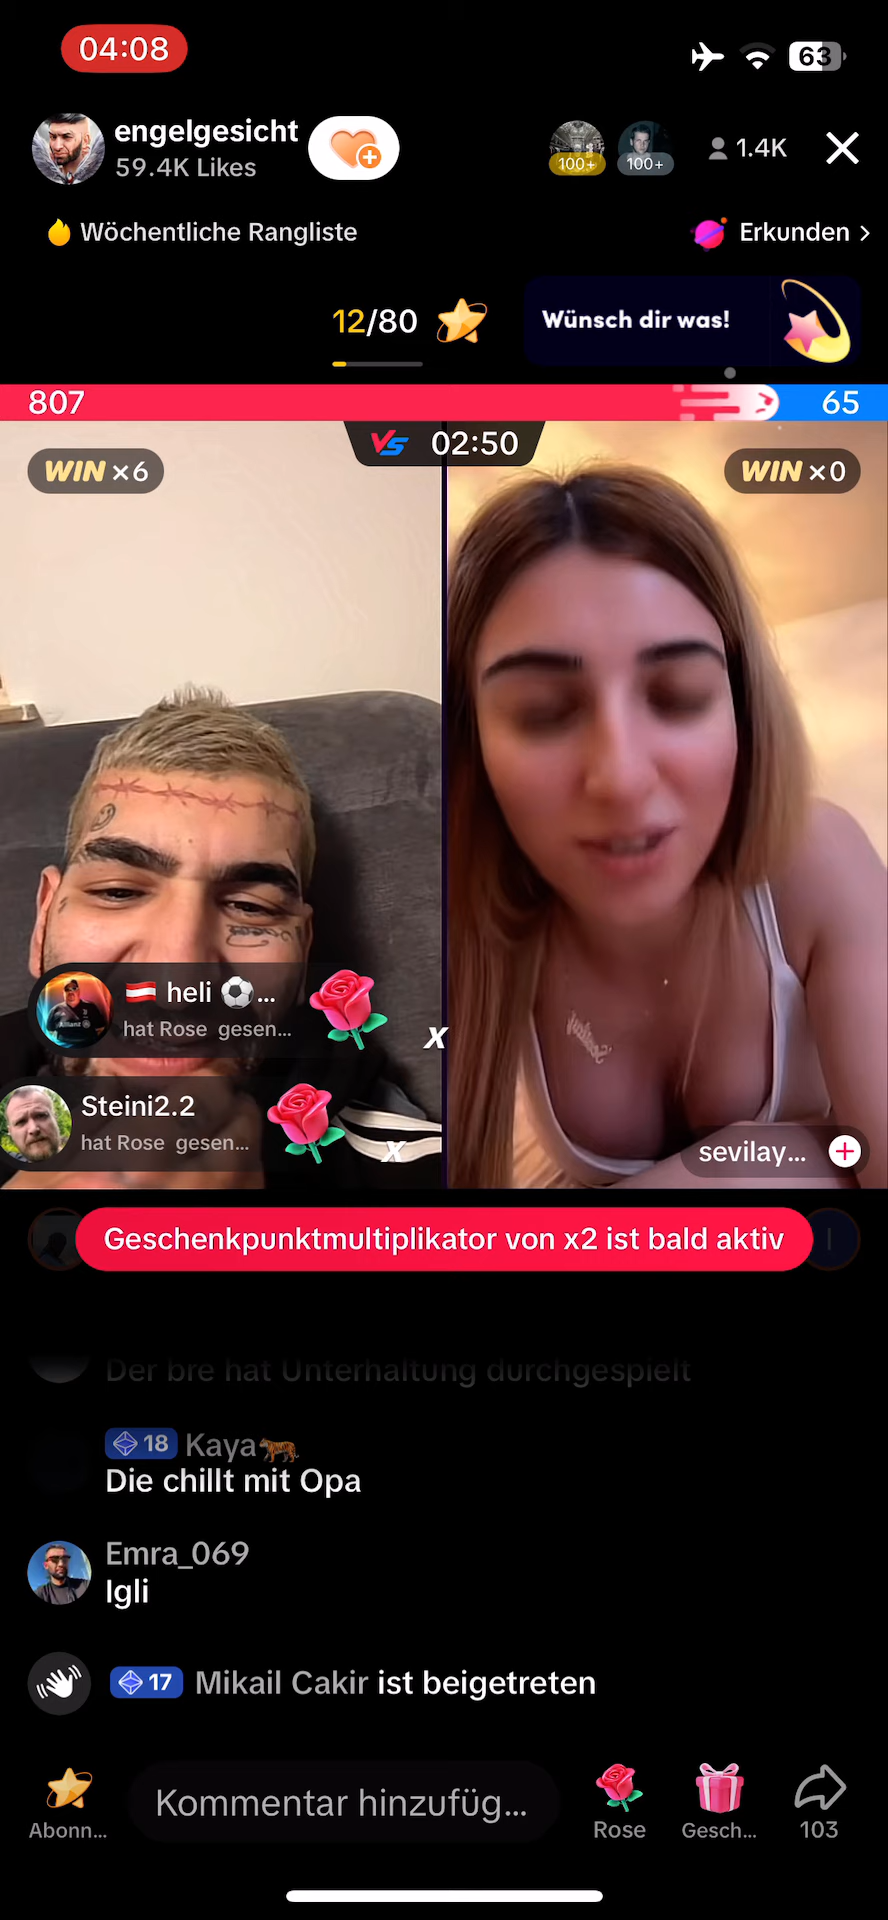 04:08
63
engelgesicht
59.4K Likes
100+
100+
1.4K
Wöchentliche Rangliste
Erkunden >
12/80
Wünsch dir was!
807
65
VS 02:50
WIN x6
WIN x0
heli ...
hat Rose gesen...
x
Steini2.2
hat Rose gesen...
x
sevilay...
Geschenkpunktmultiplikator von x2 ist bald aktiv
Der bre hat Unterhaltung durchgespielt
18 Kaya
Die chillt mit Opa
Emra_069
Igli
17 Mikail Cakir ist beigetreten
Kommentar hinzufüg...
Abonn...
Rose
Gesch...
103